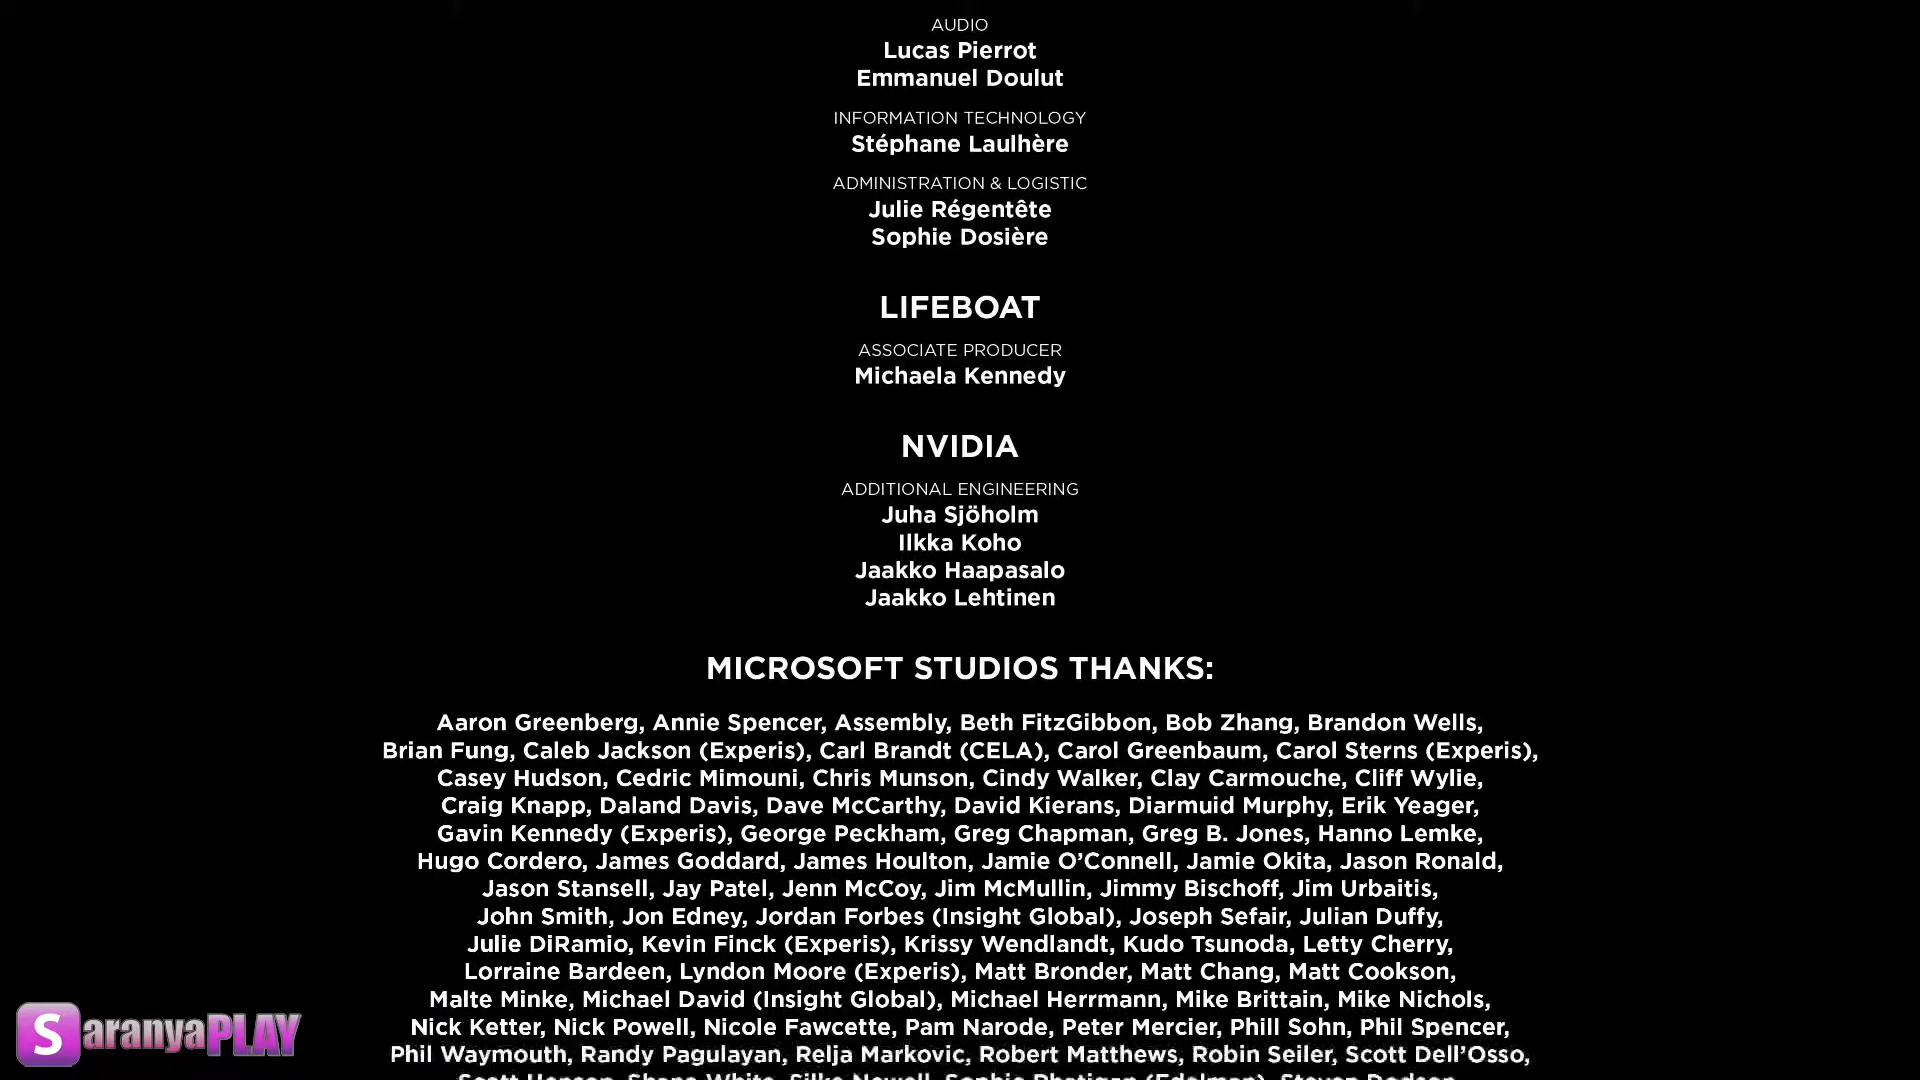 AUDIO
Lucas Pierrot
Emmanuel Doulut
INFORMATION TECHNOLOGY
Stéphane Laulhère
ADMINISTRATION & LOGISTIC
Julie Régentête
Sophie Dosière
LIFEBOAT
ASSOCIATE PRODUCER
Michaela Kennedy
NVIDIA
ADDITIONAL ENGINEERING
Juha Sjöholm
Ilkka Koho
Jaakko Haapasalo
Jaakko Lehtinen
MICROSOFT STUDIOS THANKS:
Aaron Greenberg, Annie Spencer, Assembly, Beth FitzGibbon, Bob Zhang, Brandon Wells,
Brian Fung, Caleb Jackson (Experis), Carl Brandt (CELA), Carol Greenbaum, Carol Sterns (Experis),
Casey Hudson, Cedric Mimouni, Chris Munson, Cindy Walker, Clay Carmouche, Cliff Wylie,
Craig Knapp, Daland Davis, Dave McCarthy, David Kierans, Diarmuid Murphy, Erik Yeager,
Gavin Kennedy (Experis), George Peckham, Greg Chapman, Greg B. Jones, Hanno Lemke,
Hugo Cordero, James Goddard, James Houlton, Jamie O’Connell, Jamie Okita, Jason Ronald,
Jason Stansell, Jay Patel, Jenn McCoy, Jim McMullin, Jimmy Bischoff, Jim Urbaitis,
John Smith, Jon Edney, Jordan Forbes (Insight Global), Joseph Sefair, Julian Duffy,
Julie DiRamio, Kevin Finck (Experis), Krissy Wendlandt, Kudo Tsunoda, Letty Cherry,
Lorraine Bardeen, Lyndon Moore (Experis), Matt Bronder, Matt Chang, Matt Cookson,
Malte Minke, Michael David (Insight Global), Michael Herrmann, Mike Brittain, Mike Nichols,
Nick Ketter, Nick Powell, Nicole Fawcette, Pam Narode, Peter Mercier, Phill Sohn, Phil Spencer,
Phil Waymouth, Randy Pagulayan, Relja Markovic, Robert Matthews, Robin Seiler, Scott Dell’Osso,
SaranyaPLAY